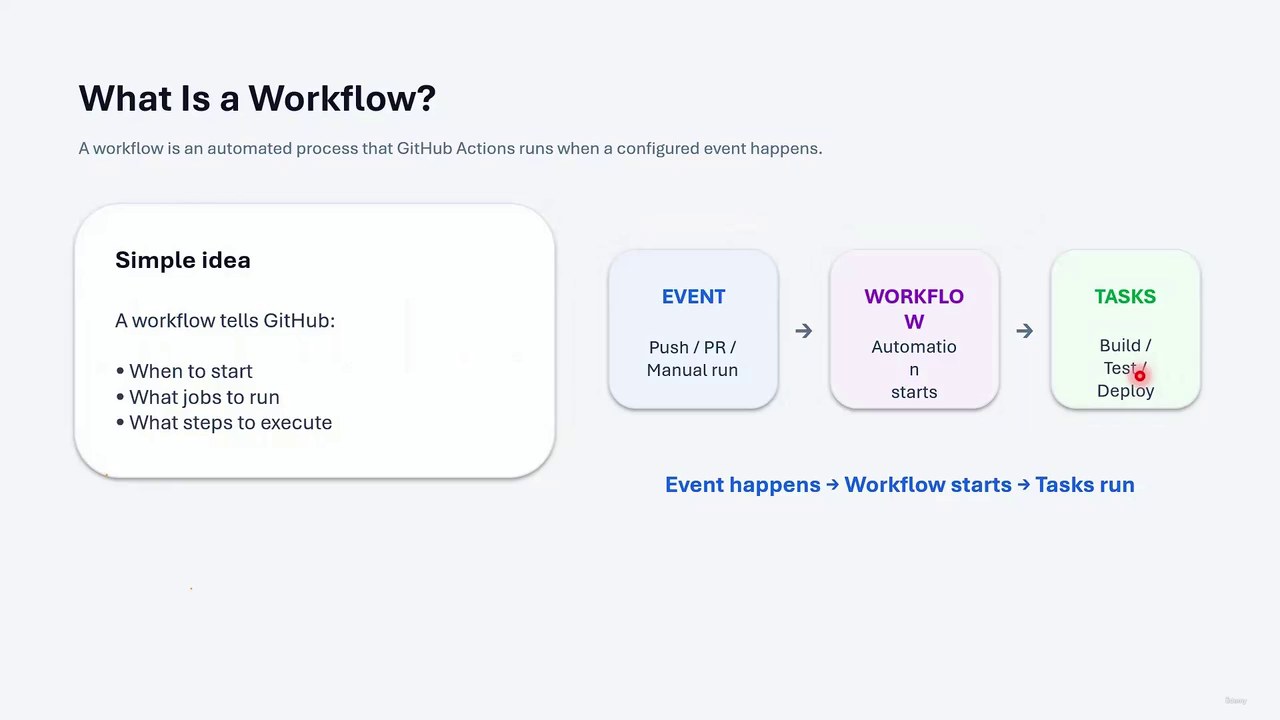 What Is a Workflow?
A workflow is an automated process that GitHub Actions runs when a configured event happens.
Simple idea
A workflow tells GitHub:
• When to start
• What jobs to run
• What steps to execute
EVENT
Push / PR /
Manual run
→
WORKFLO
W
Automatio
n
starts
→
TASKS
Build /
Test /
Deploy
Event happens → Workflow starts → Tasks run